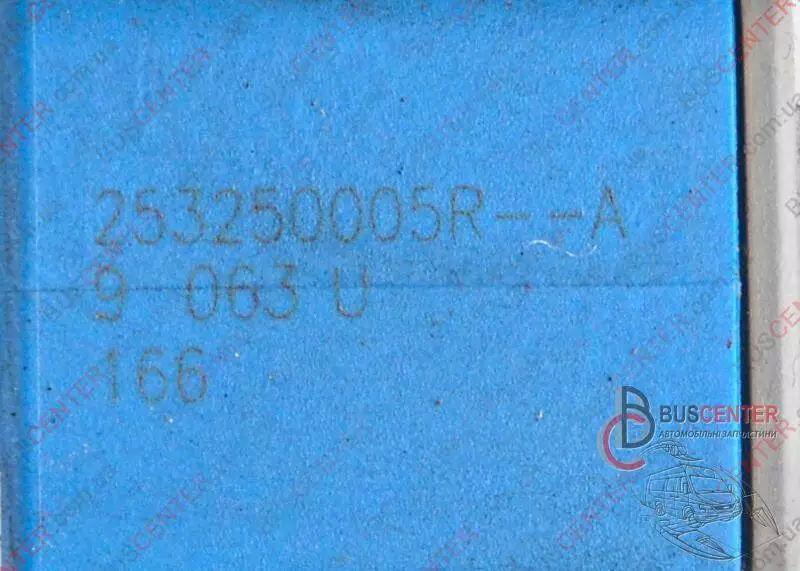 253250005R---A
9 063 U
166
BUSCENTER
АВТОМОБІЛЬНІ ЗАПЧАСТИНИ